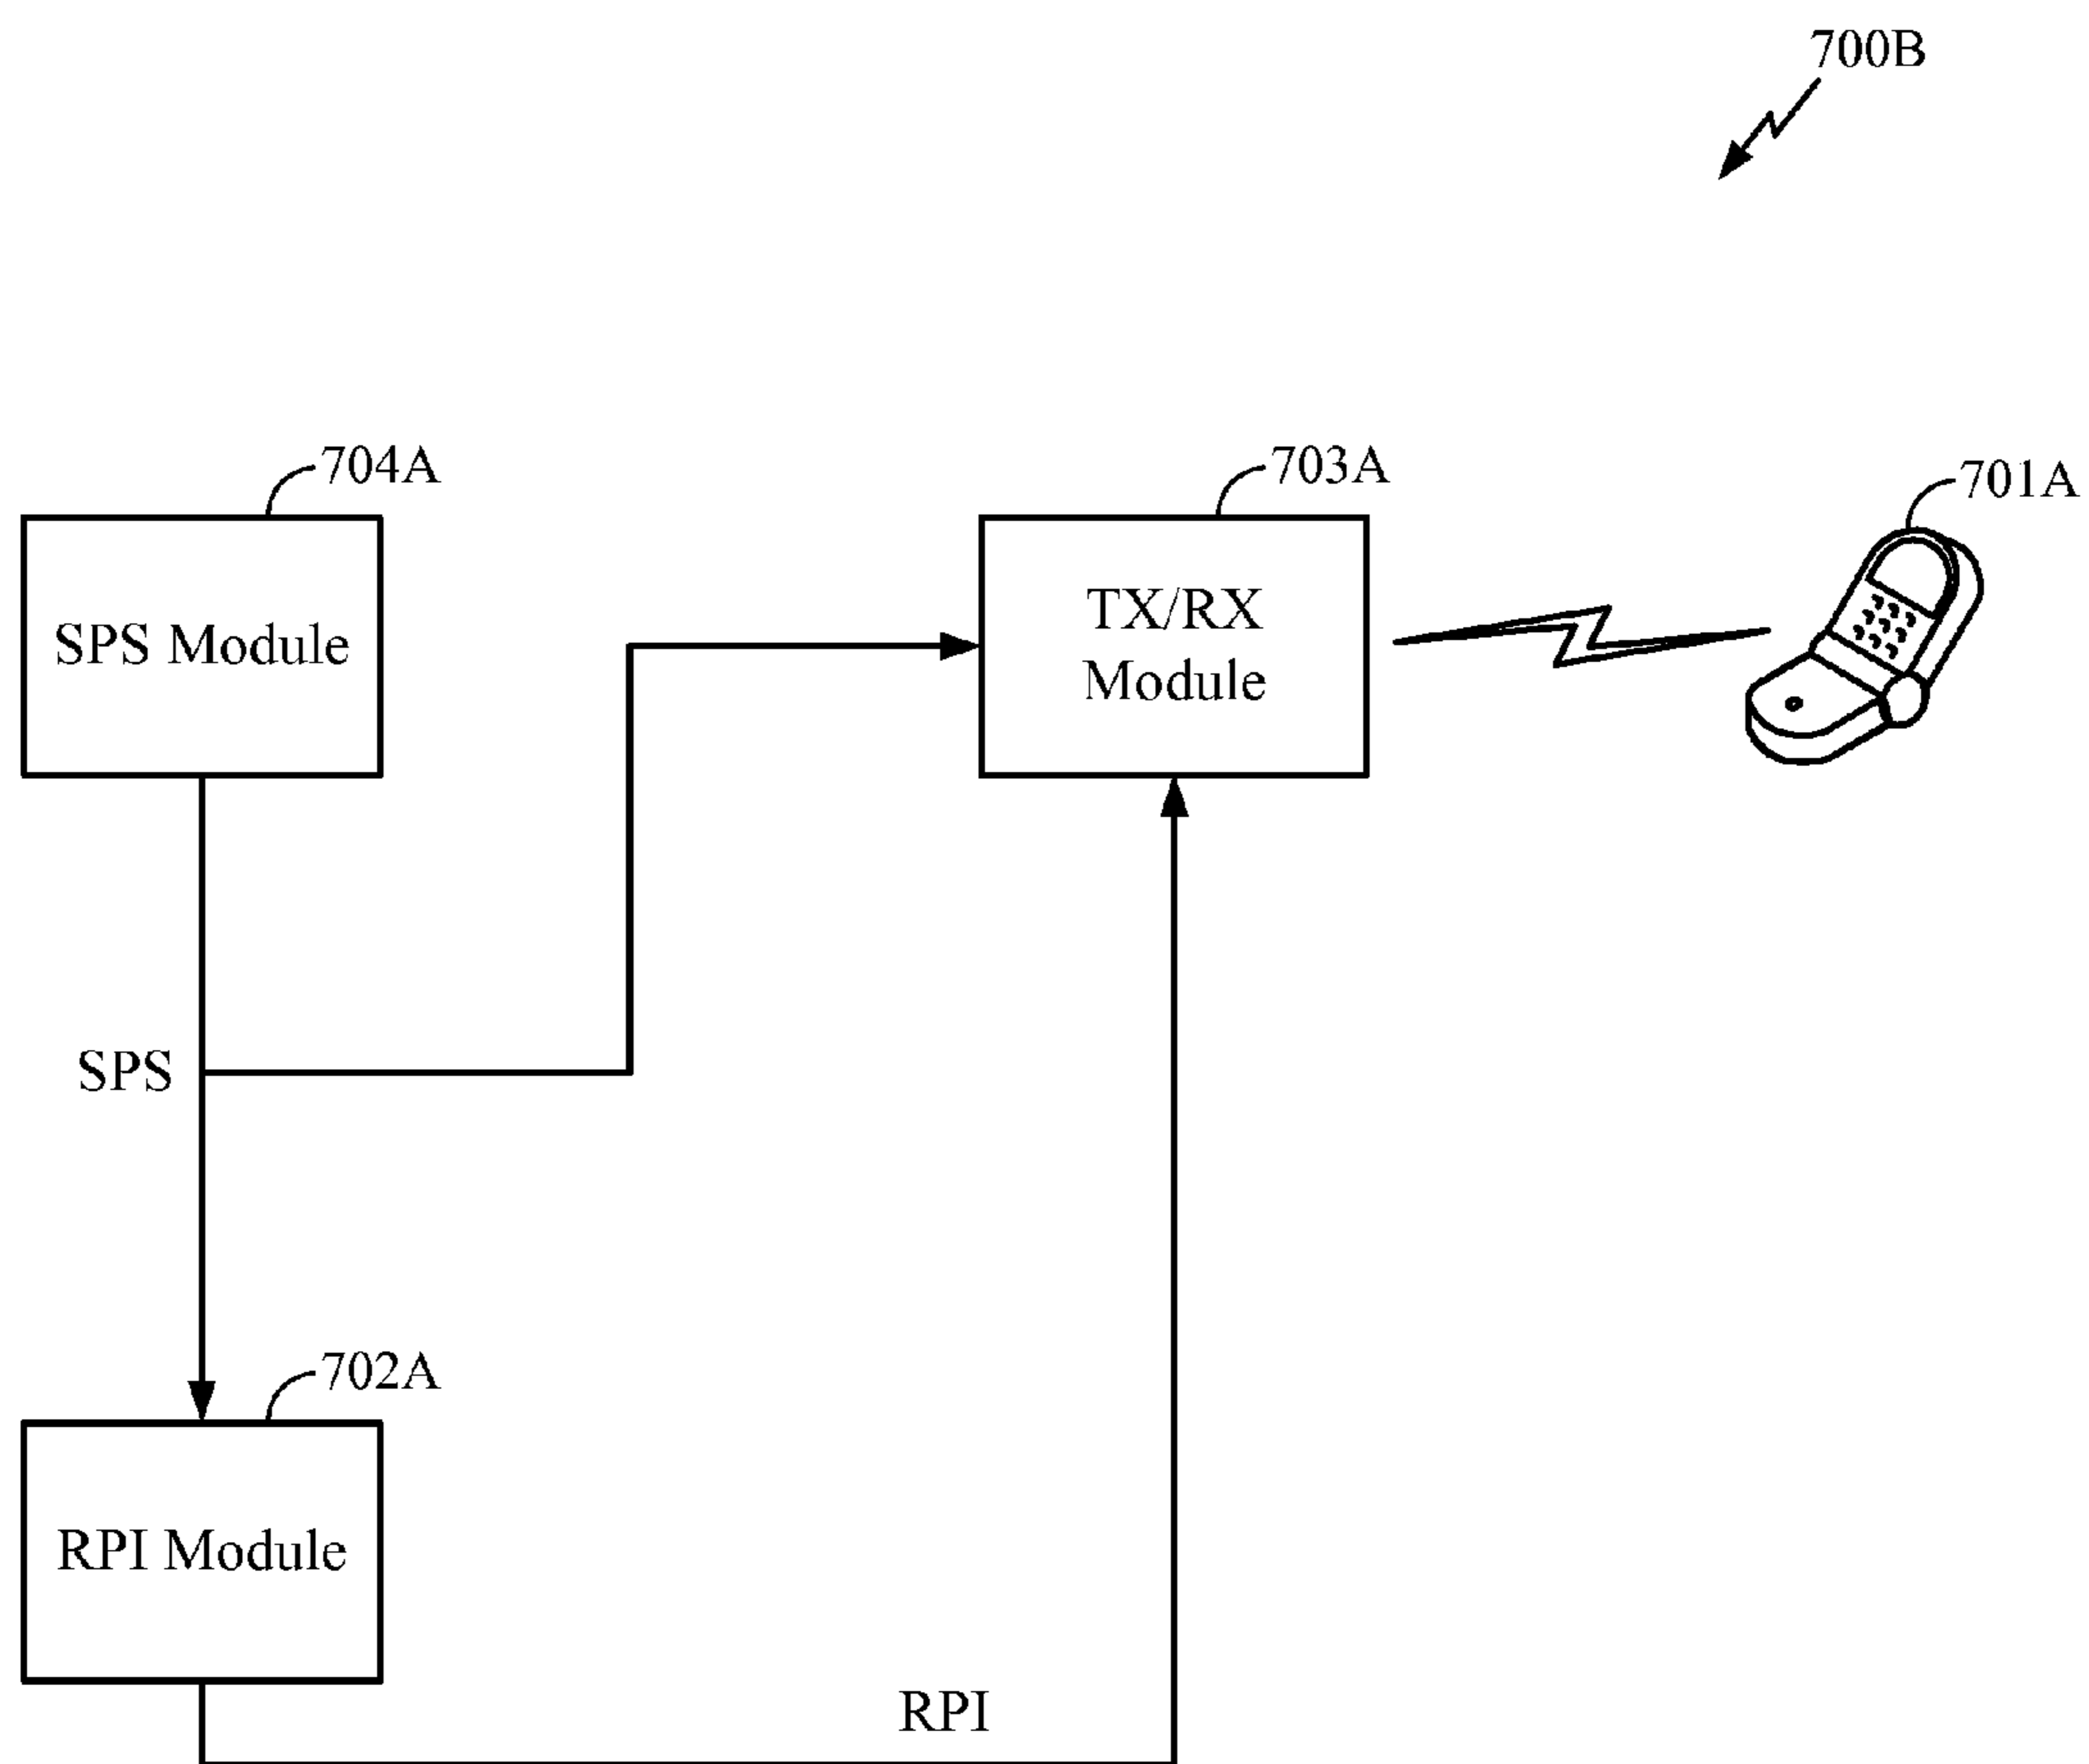 700B
704A
703A
701A
SPS Module
TX/RX
Module
SPS
702A
RPI Module
RPI